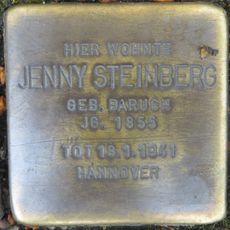 HIER WOHNTE
JENNY STEINBERG
GEB. BARUCH
JG. 1858
TOT 18.1.1941
HANNOVER